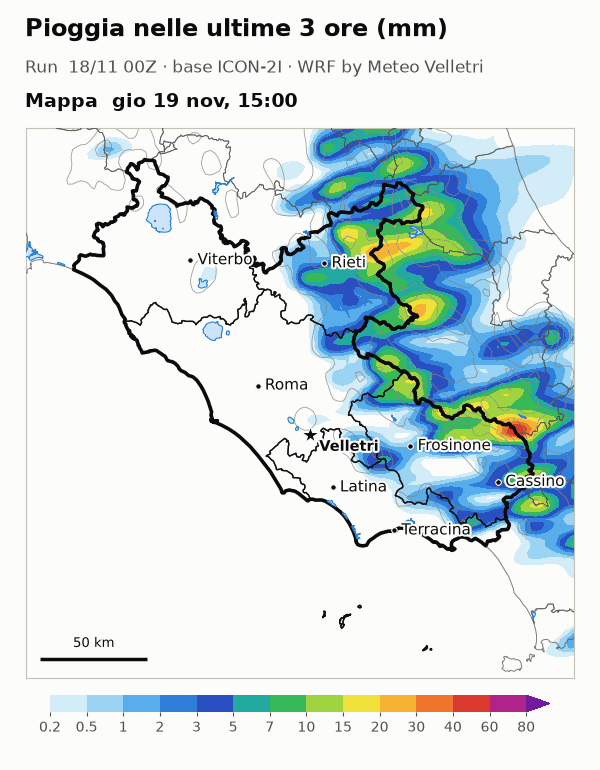 Pioggia nelle ultime 3 ore (mm)
Run  18/11 00Z · base ICON-2I · WRF by Meteo Velletri
Mappa  gio 19 nov, 15:00
Viterbo
Rieti
Roma
Velletri
Frosinone
Cassino
Latina
Terracina
50 km
0.2 0.5 1 2 3 5 7 10 15 20 30 40 60 80